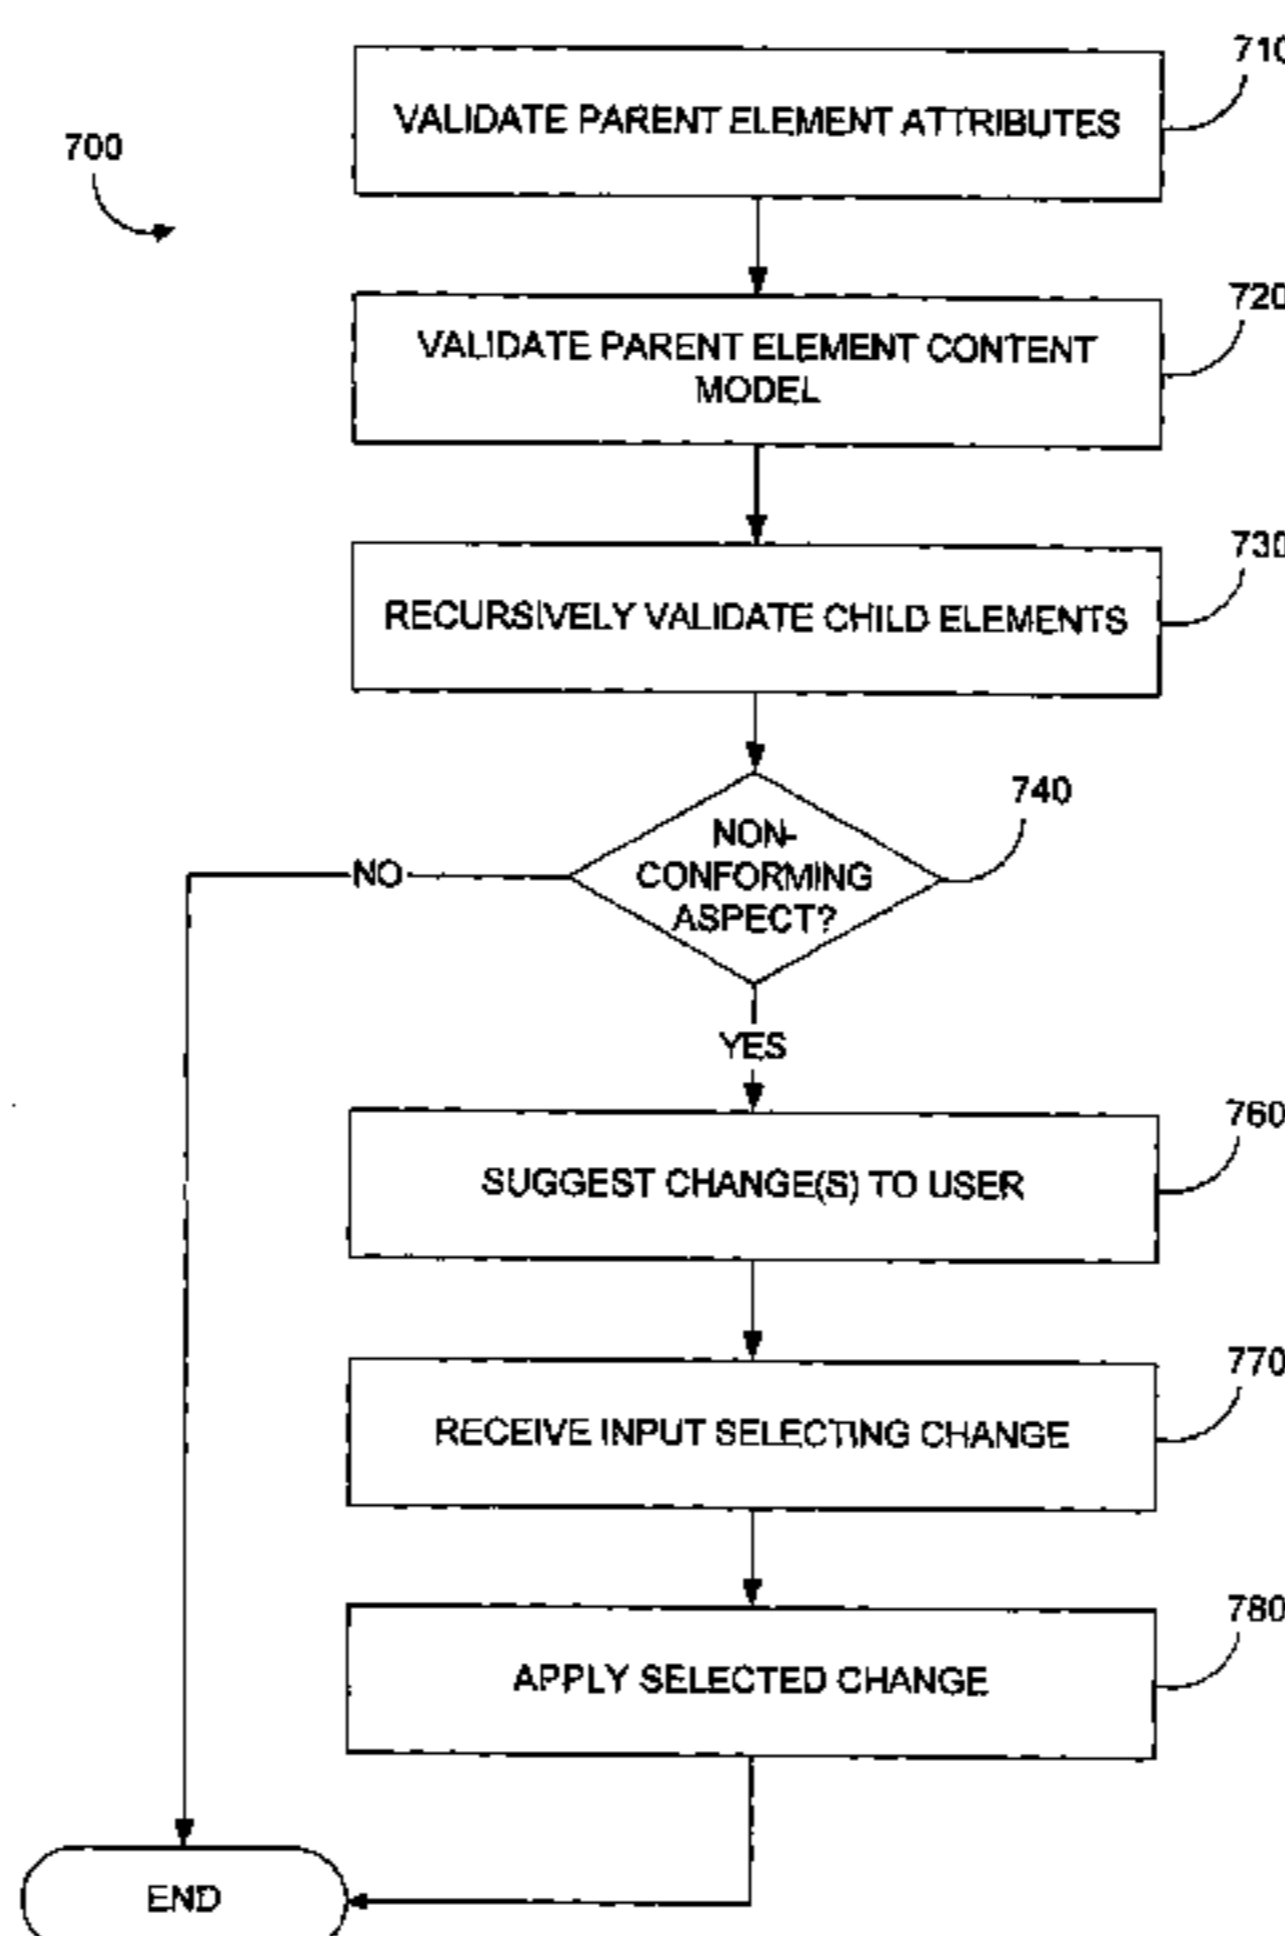 710
VALIDATE PARENT ELEMENT ATTRIBUTES
700
720
VALIDATE PARENT ELEMENT CONTENT
MODEL
730
RECURSIVELY VALIDATE CHILD ELEMENTS
740
NON-
CONFORMING
ASPECT?
NO
YES
760
SUGGEST CHANGE(S) TO USER
770
RECEIVE INPUT SELECTING CHANGE
780
APPLY SELECTED CHANGE
END